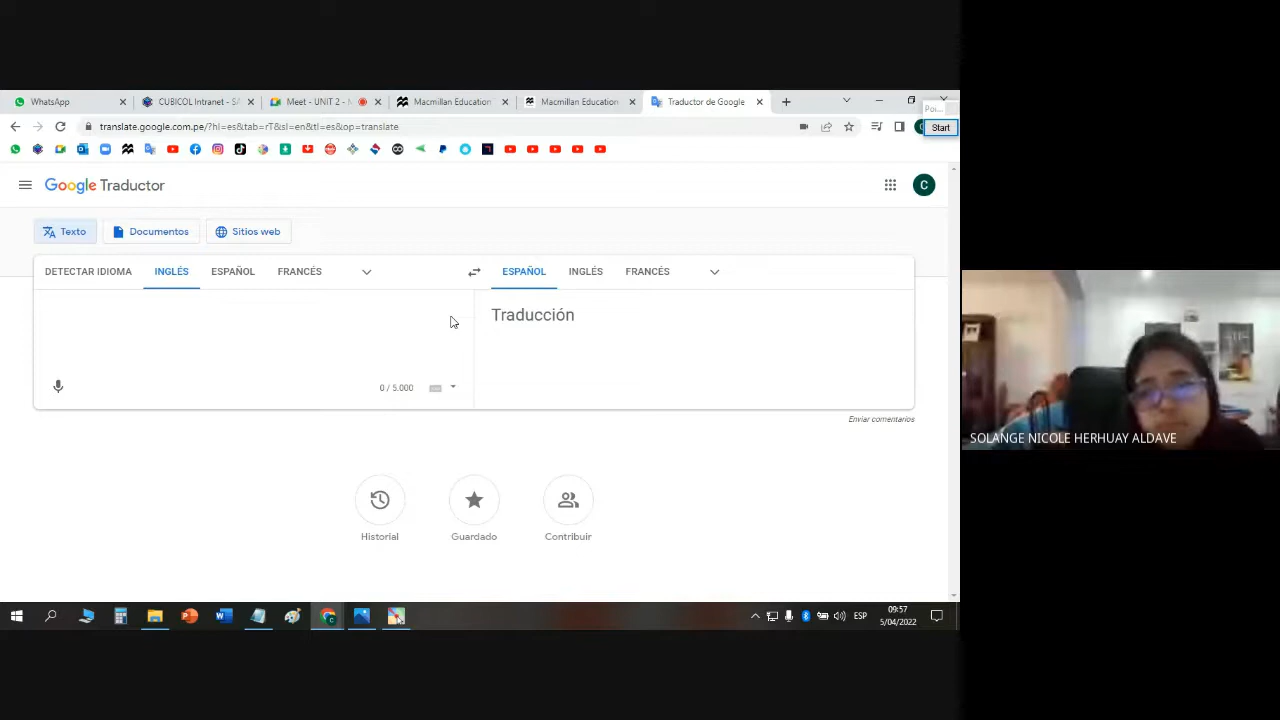 WhatsApp
CUBICOL Intranet - SA
Meet - UNIT 2 -
Macmillan Education
Macmillan Education
Traductor de Google
Poi...
translate.google.com.pe/?hl=es&tab=rT&sl=en&tl=es&op=translate
Start
Google Traductor
C
Texto
Documentos
Sitios web
DETECTAR IDIOMA
INGLÉS
ESPAÑOL
FRANCÉS
ESPAÑOL
INGLÉS
FRANCÉS
Traducción
0 / 5.000
Enviar comentarios
Historial
Guardado
Contribuir
ESP
09:57
5/04/2022
SOLANGE NICOLE HERHUAY ALDAVE